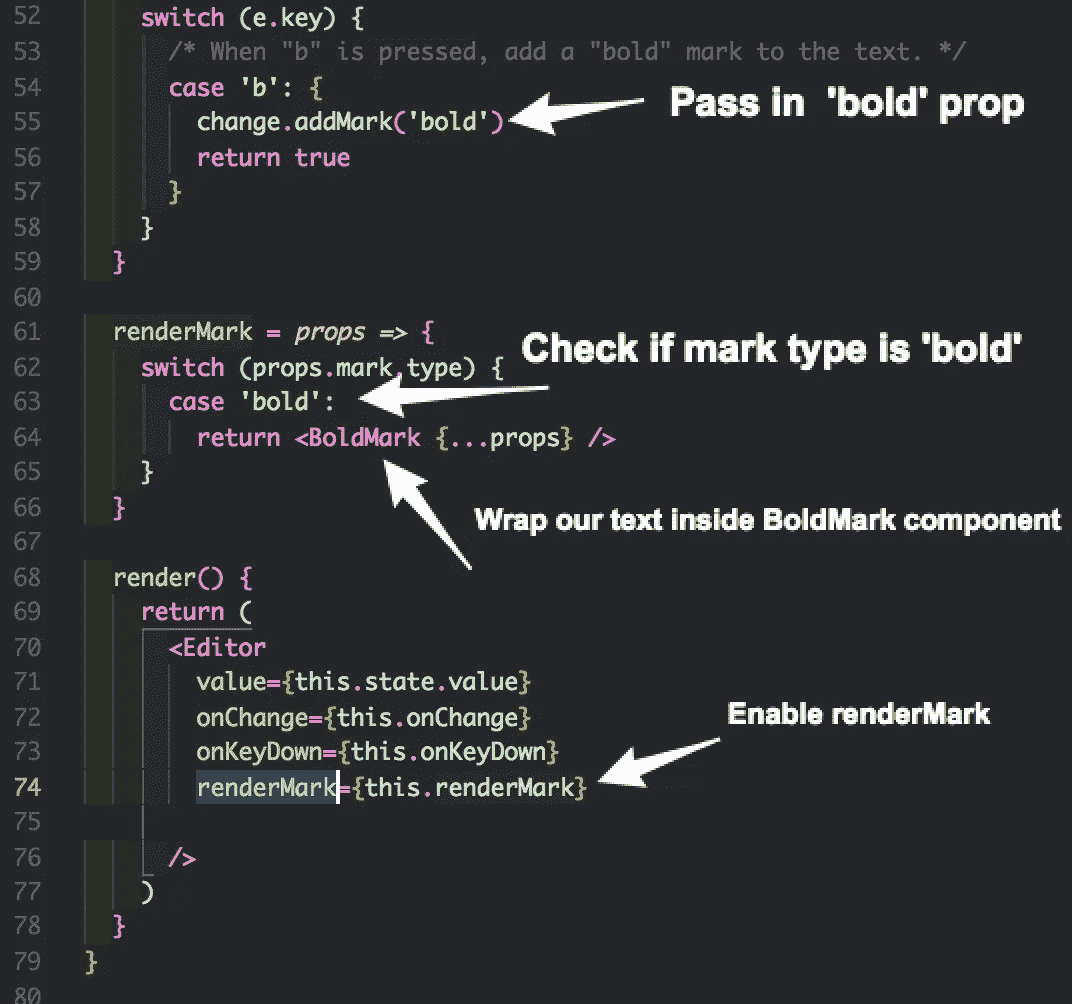 52 switch (e.key) {
53 /* When "b" is pressed, add a "bold" mark to the text. */
54 case 'b': {
55 change.addMark('bold') Pass in 'bold' prop
56 return true
57 }
58 }
59 }
60
61 renderMark = props => {
Check if mark type is 'bold'
62 switch (props.mark.type) {
63 case 'bold':
64 return <BoldMark {...props} />
65 }
66 }
Wrap our text inside BoldMark component
67
68 render() {
69 return (
70 <Editor
71 value={this.state.value}
72 onChange={this.onChange}
Enable renderMark
73 onKeyDown={this.onKeyDown}
74 renderMark={this.renderMark}
75
76 />
77 )
78 }
79 }
80